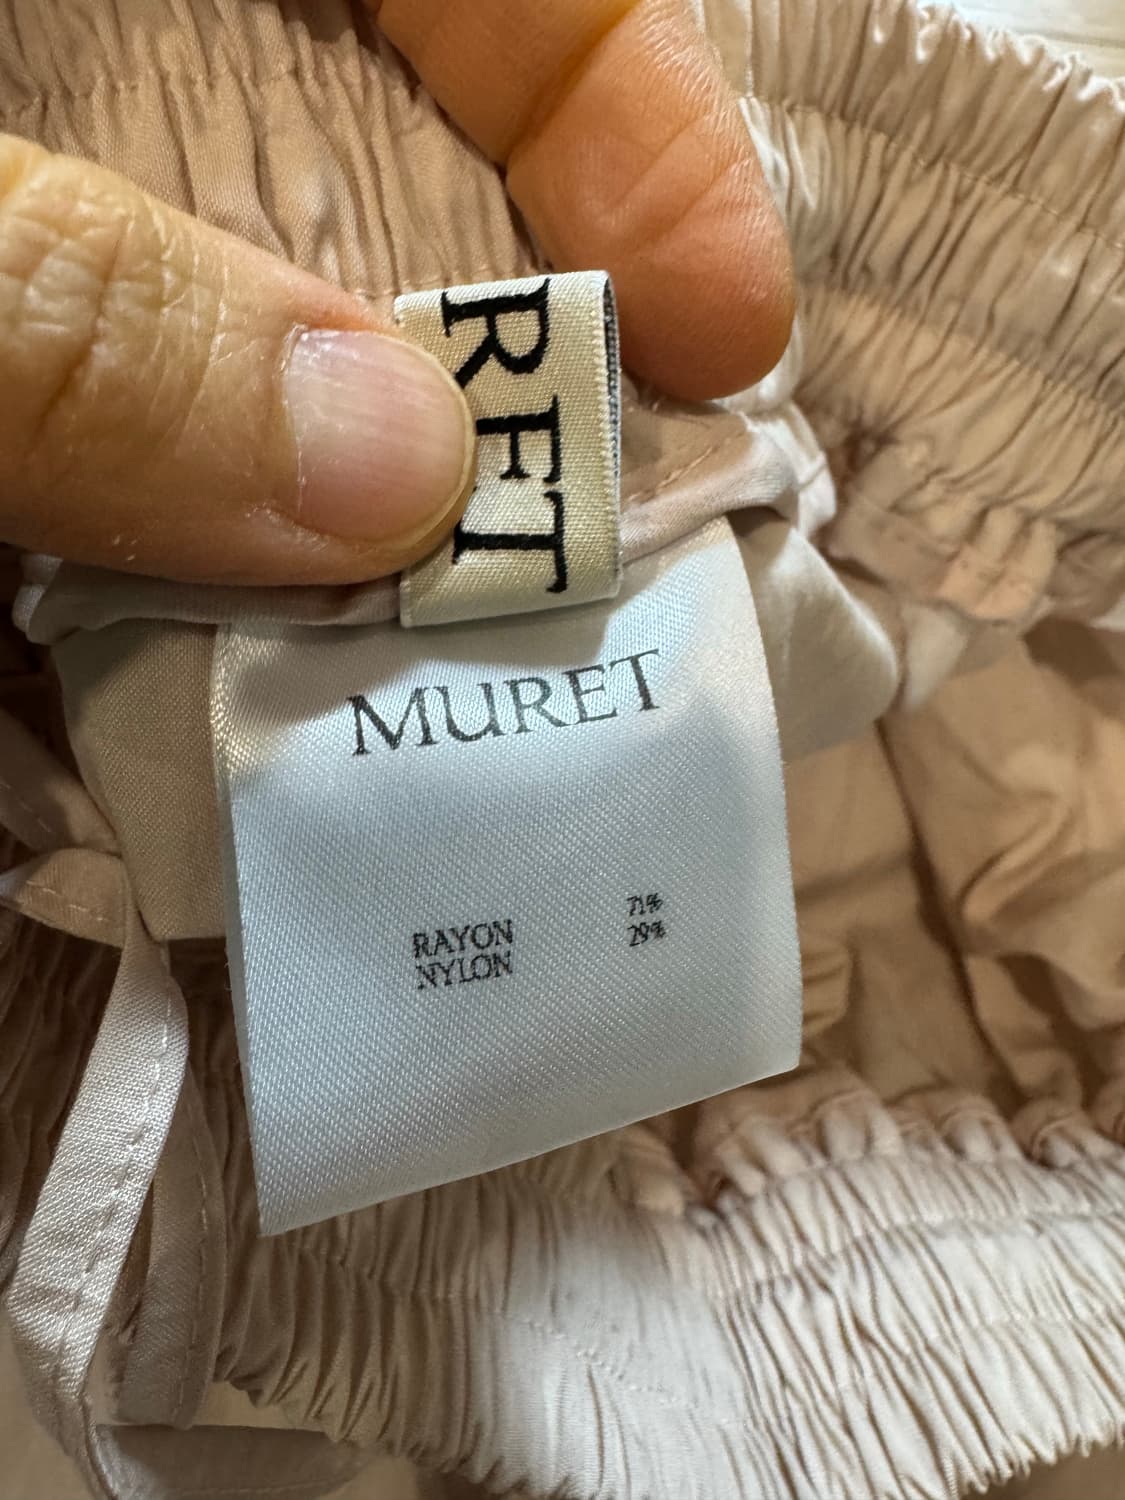 RET
MURET
RAYON 71%
NYLON 29%